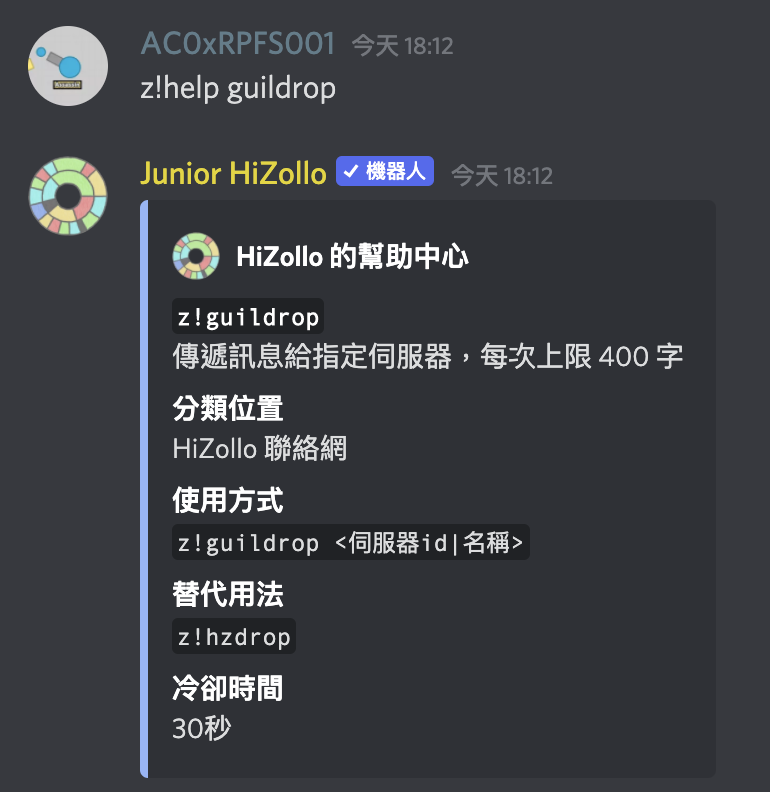 AC0xRPFS001 今天 18:12
z!help guildrop
Junior HiZollo ✓ 機器人 今天 18:12
HiZollo 的幫助中心
z!guildrop
傳遞訊息給指定伺服器，每次上限 400 字
分類位置
HiZollo 聯絡網
使用方式
z!guildrop <伺服器id|名稱>
替代用法
z!hzdrop
冷卻時間
30秒